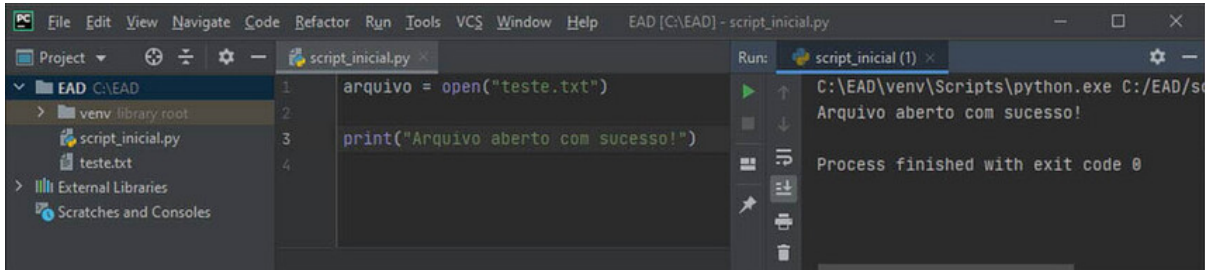 PC File Edit View Navigate Code Refactor Run Tools VCS Window Help EAD [C:\EAD] - script_inicial.py
Project script_inicial.py Run: script_inicial (1)
EAD C:\EAD
venv library root
script_inicial.py
teste.txt
External Libraries
Scratches and Consoles
1 arquivo = open("teste.txt")
2
3 print("Arquivo aberto com sucesso!")
4
C:\EAD\venv\Scripts\python.exe C:/EAD/sc
Arquivo aberto com sucesso!
Process finished with exit code 0